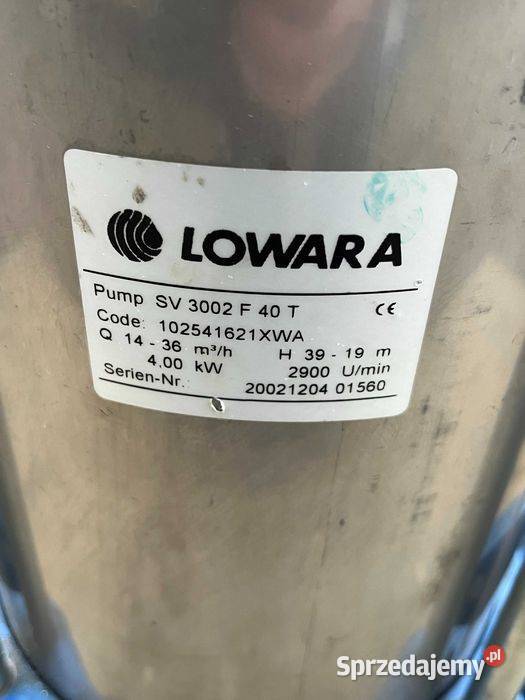 LOWARA
Pump SV 3002 F 40 T CE
Code: 102541621XWA
Q 14 - 36 m³/h H 39 - 19 m
4,00 kW 2900 U/min
Serien-Nr. 20021204 01560
Sprzedajemy.pl